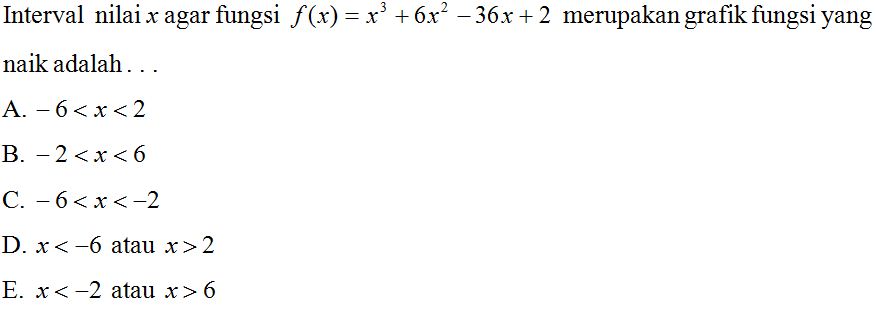 Interval nilai x agar fungsi f(x) = x³ + 6x² − 36x + 2 merupakan grafik fungsi yang
naik adalah . . .
A. − 6 < x < 2
B. − 2 < x < 6
C. − 6 < x < −2
D. x < −6 atau x > 2
E. x < −2 atau x > 6